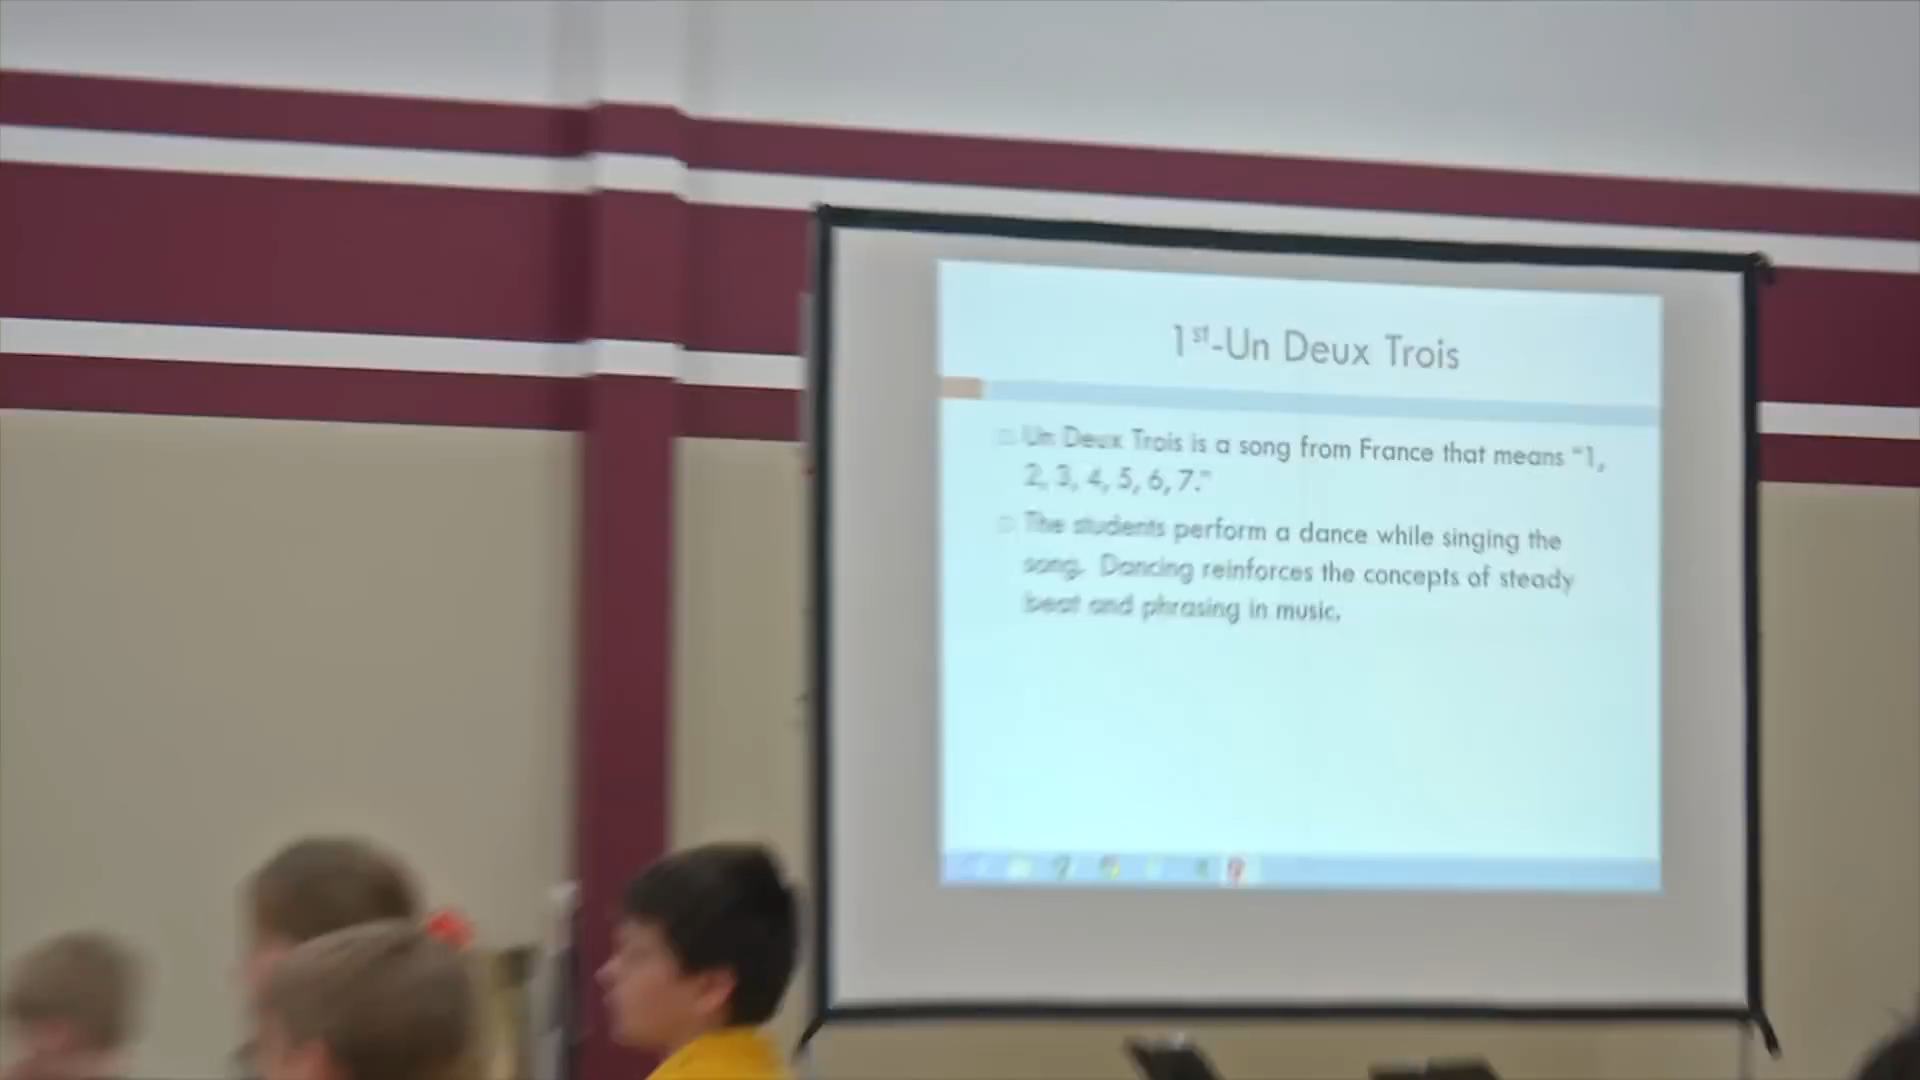 1st-Un Deux Trois
Un Deux Trois is a song from France that means "1,
2, 3, 4, 5, 6, 7."
The students perform a dance while singing the
song. Dancing reinforces the concepts of steady
beat and phrasing in music.